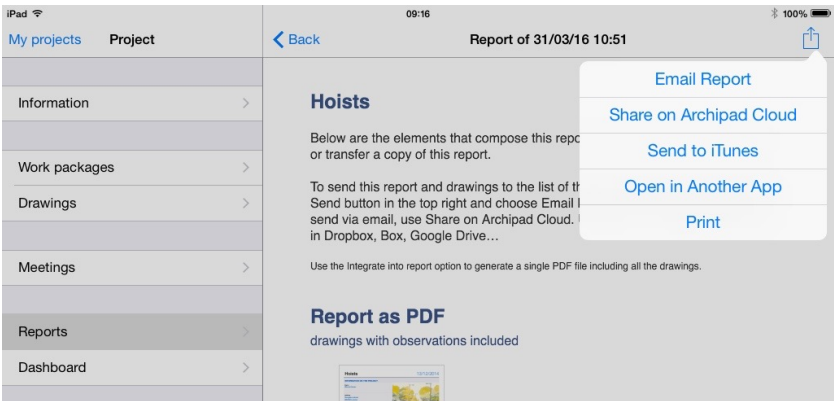 iPad 09:16 100%
My projects Project Back Report of 31/03/16 10:51
Information
Work packages
Drawings
Meetings
Reports
Dashboard
Email Report
Share on Archipad Cloud
Send to iTunes
Open in Another App
Print
Hoists
Below are the elements that compose this repo
or transfer a copy of this report.
To send this report and drawings to the list of th
Send button in the top right and choose Email
send via email, use Share on Archipad Cloud.
in Dropbox, Box, Google Drive...
Use the Integrate into report option to generate a single PDF file including all the drawings.
Report as PDF
drawings with observations included
Hoists